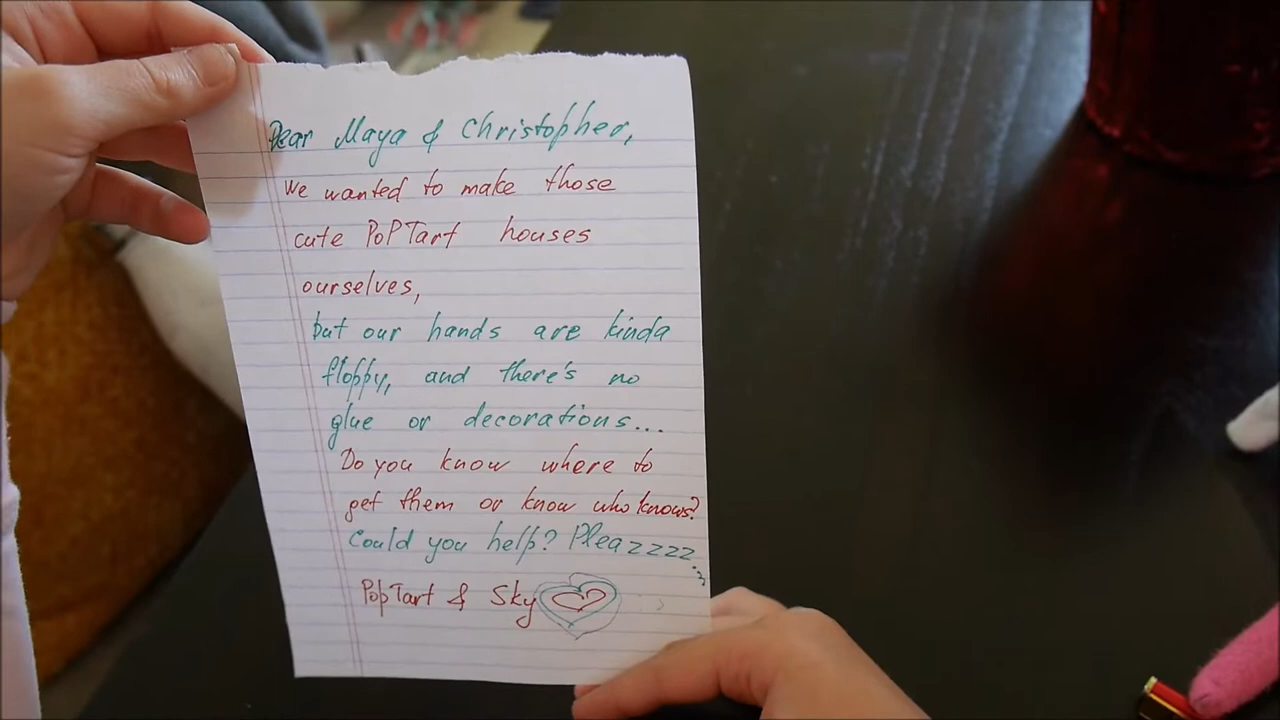 Dear Maya & Christopher,
We wanted to make those
cute PoPTart houses
ourselves,
but our hands are kinda
floppy, and there's no
glue or decorations...
Do you know where to
get them or know who knows?
Could you help? Pleazzzzz
PopTart & Sky